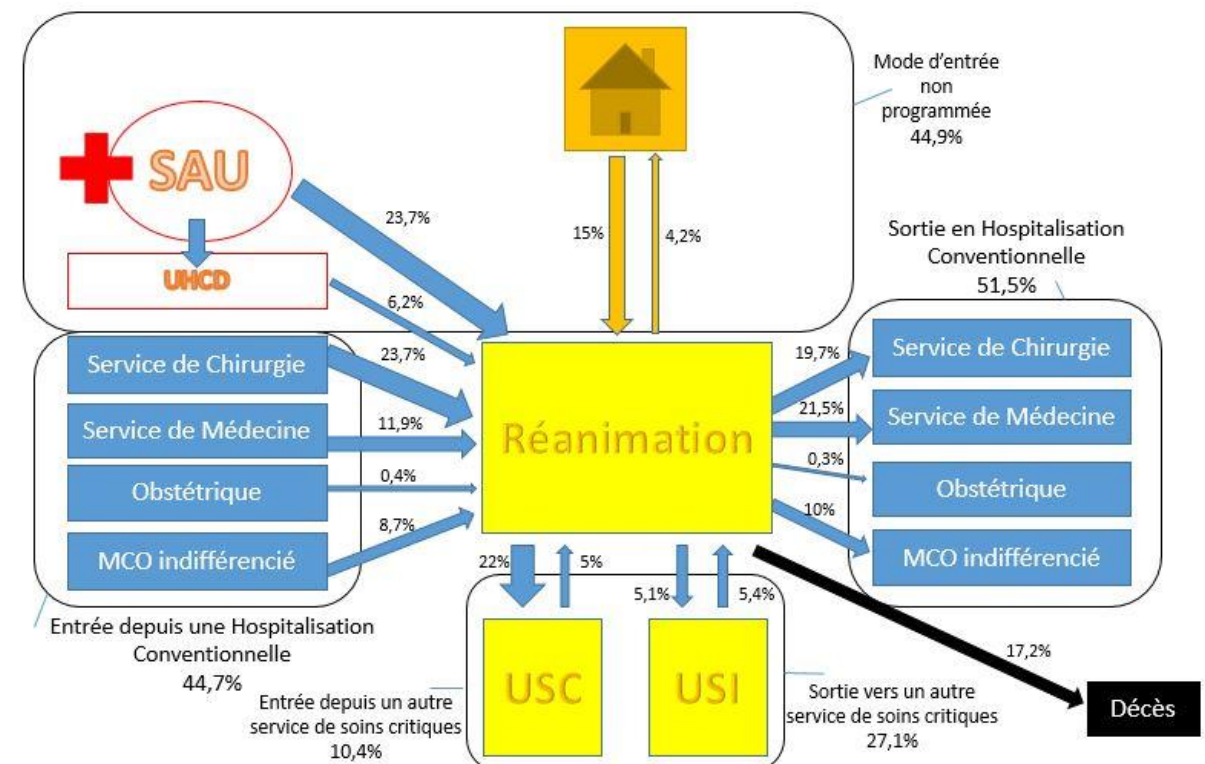 Mode d'entrée
non
programmée
44,9%
SAU
UHCD
23,7%
6,2%
15%
4,2%
Sortie en Hospitalisation
Conventionnelle
51,5%
Service de Chirurgie
23,7%
Service de Médecine
11,9%
Obstétrique
0,4%
MCO indifférencié
8,7%
Réanimation
19,7%
Service de Chirurgie
21,5%
Service de Médecine
0,3%
Obstétrique
10%
MCO indifférencié
Entrée depuis une Hospitalisation
Conventionnelle
44,7%
22%
5%
5,1%
5,4%
USC
USI
Entrée depuis un autre
service de soins critiques
10,4%
Sortie vers un autre
service de soins critiques
27,1%
17,2%
Décès